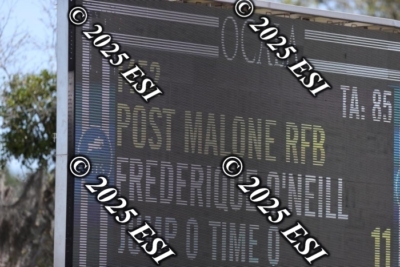 OCALA
TA: 85
POST MALONE RFB
FREDERIQUE O'NEILL
JUMP 0 TIME 0
11
© 2025 ESI
© 2025 ESI
© 2025 ESI
© 2025 ESI